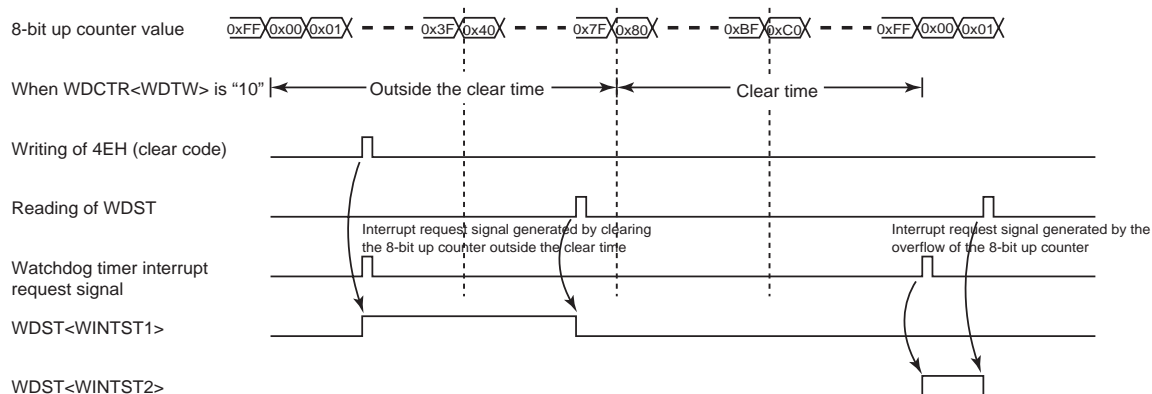 8-bit up counter value 0xFF 0x00 0x01 0x3F 0x40 0x7F 0x80 0xBF 0xC0 0xFF 0x00 0x01
When WDCTR<WDTW> is “10” Outside the clear time Clear time
Writing of 4EH (clear code)
Reading of WDST
Interrupt request signal generated by clearing
the 8-bit up counter outside the clear time
Interrupt request signal generated by the
overflow of the 8-bit up counter
Watchdog timer interrupt
request signal
WDST<WINTST1>
WDST<WINTST2>